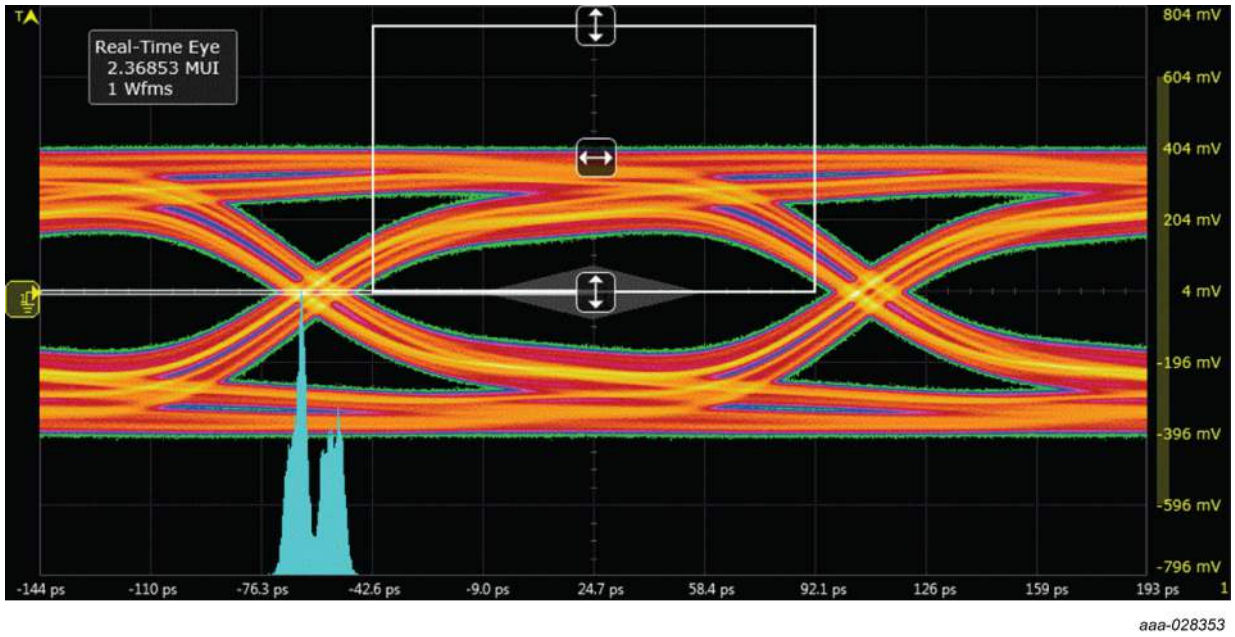 T
804 mV
Real-Time Eye
2.36853 MUI
1 Wfms
604 mV
404 mV
204 mV
1
4 mV
-196 mV
-396 mV
-596 mV
-796 mV
-144 ps -110 ps -76.3 ps -42.6 ps -9.0 ps 24.7 ps 58.4 ps 92.1 ps 126 ps 159 ps 193 ps 1
aaa-028353